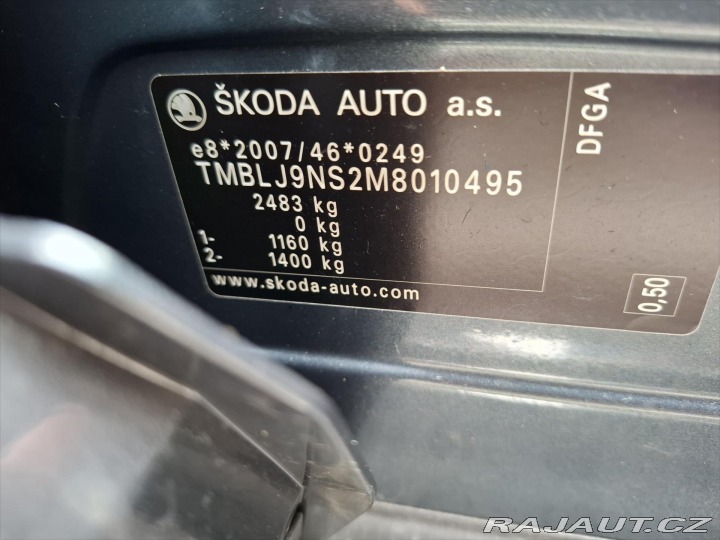 ŠKODA AUTO a.s.
e8*2007/46*0249
TMBLJ9NS2M8010495
2483 kg
0 kg
1- 1160 kg
2- 1400 kg
www.skoda-auto.com
DFGA
0,50
RAJAUT.CZ